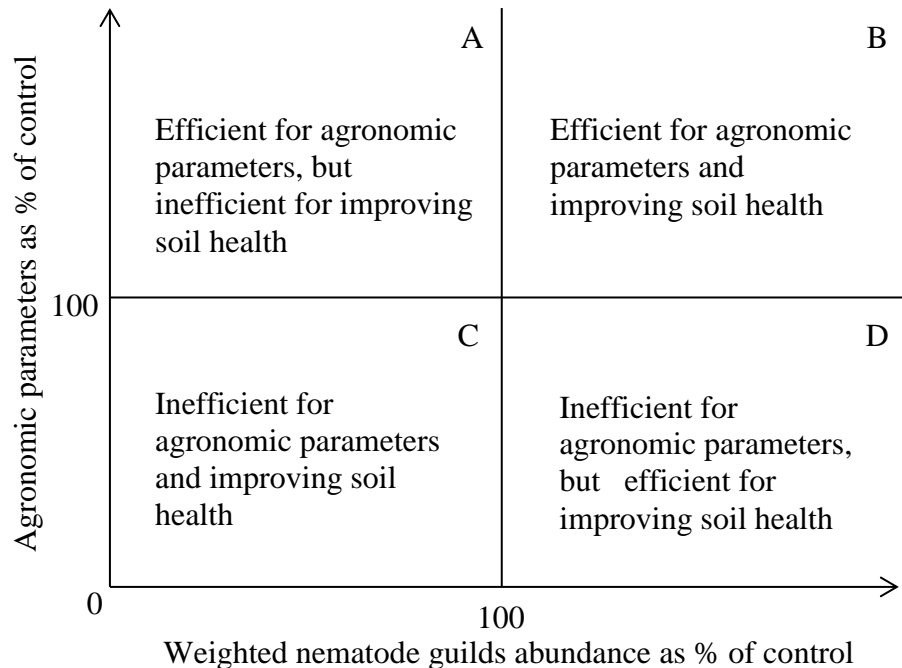 Agronomic parameters as % of control
A
Efficient for agronomic
parameters, but
inefficient for improving
soil health
B
Efficient for agronomic
parameters and
improving soil health
100
C
Inefficient for
agronomic parameters
and improving soil
health
D
Inefficient for
agronomic parameters,
but efficient for
improving soil health
0
100
Weighted nematode guilds abundance as % of control